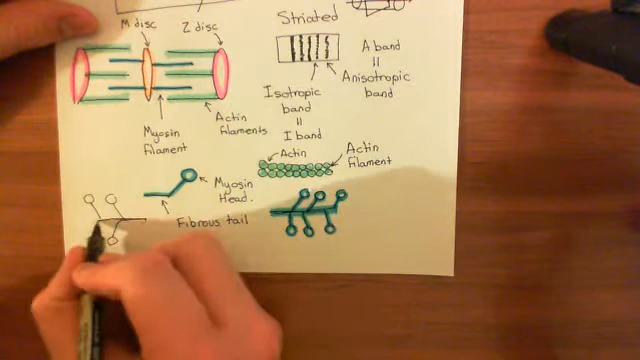 Striated
M disc
Z disc
A band
=
Anisotropic
band
Isotropic
band
=
I band
Actin
filaments
Myosin
filament
Actin
Actin
Filament
Myosin
Head.
Fibrous tail